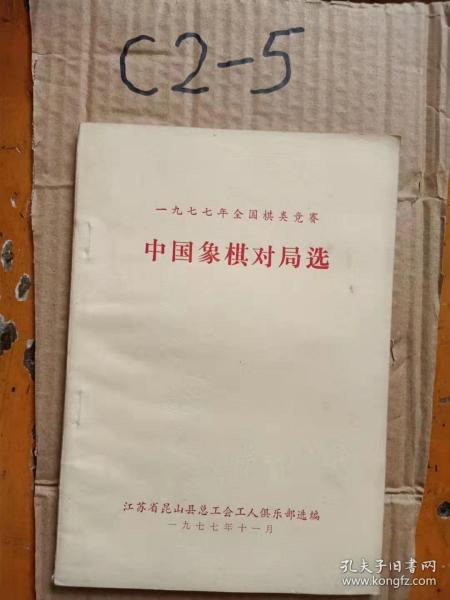 C2-5
一九七七年全国棋类竞赛
中国象棋对局选
江苏省昆山县总工会工人俱乐部选编
一九七七年十一月
孔夫子旧书网
www.kongfz.com